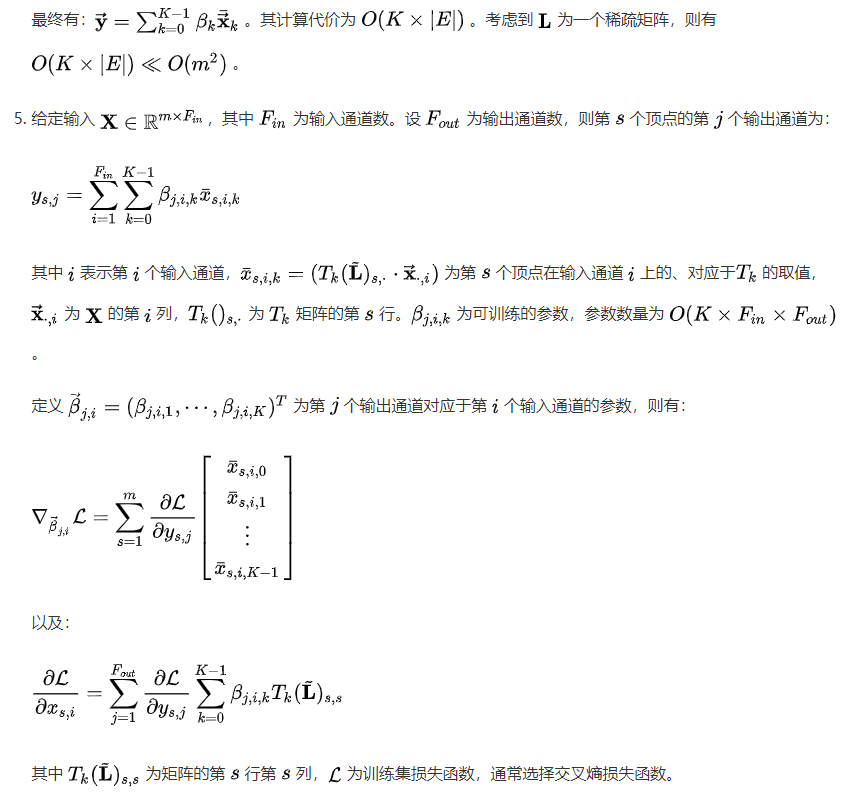 最终有：$\vec{\mathbf{y}} = \sum_{k=0}^{K-1} \beta_k \vec{\bar{\mathbf{x}}}_k$ 。其计算代价为 $O(K \times |E|)$ 。考虑到 $\mathbf{L}$ 为一个稀疏矩阵，则有
$O(K \times |E|) \ll O(m^2)$ 。
5. 给定输入 $\mathbf{X} \in \mathbb{R}^{m \times F_{in}}$ ，其中 $F_{in}$ 为输入通道数。设 $F_{out}$ 为输出通道数，则第 $s$ 个顶点的第 $j$ 个输出通道为：
$y_{s,j} = \sum_{i=1}^{F_{in}} \sum_{k=0}^{K-1} \beta_{j,i,k} \bar{x}_{s,i,k}$
其中 $i$ 表示第 $i$ 个输入通道，$\bar{x}_{s,i,k} = (T_k(\tilde{\mathbf{L}})_{s,\cdot} \cdot \vec{\mathbf{x}}_{\cdot,i})$ 为第 $s$ 个顶点在输入通道 $i$ 上的、对应于$T_k$ 的取值，
$\vec{\mathbf{x}}_{\cdot,i}$ 为 $\mathbf{X}$ 的第 $i$ 列，$T_k()_{s,\cdot}$ 为 $T_k$ 矩阵的第 $s$ 行。$\beta_{j,i,k}$ 为可训练的参数，参数数量为 $O(K \times F_{in} \times F_{out})$
。
定义 $\vec{\beta}_{j,i} = (\beta_{j,i,1}, \cdots, \beta_{j,i,K})^T$ 为第 $j$ 个输出通道对应于第 $i$ 个输入通道的参数，则有：
$\nabla_{\vec{\beta}_{j,i}} \mathcal{L} = \sum_{s=1}^{m} \frac{\partial \mathcal{L}}{\partial y_{s,j}} \begin{bmatrix} \bar{x}_{s,i,0} \\ \bar{x}_{s,i,1} \\ \vdots \\ \bar{x}_{s,i,K-1} \end{bmatrix}$
以及：
$\frac{\partial \mathcal{L}}{\partial x_{s,i}} = \sum_{j=1}^{F_{out}} \frac{\partial \mathcal{L}}{\partial y_{s,j}} \sum_{k=0}^{K-1} \beta_{j,i,k} T_k(\tilde{\mathbf{L}})_{s,s}$
其中 $T_k(\tilde{\mathbf{L}})_{s,s}$ 为矩阵的第 $s$ 行第 $s$ 列，$\mathcal{L}$ 为训练集损失函数，通常选择交叉熵损失函数。